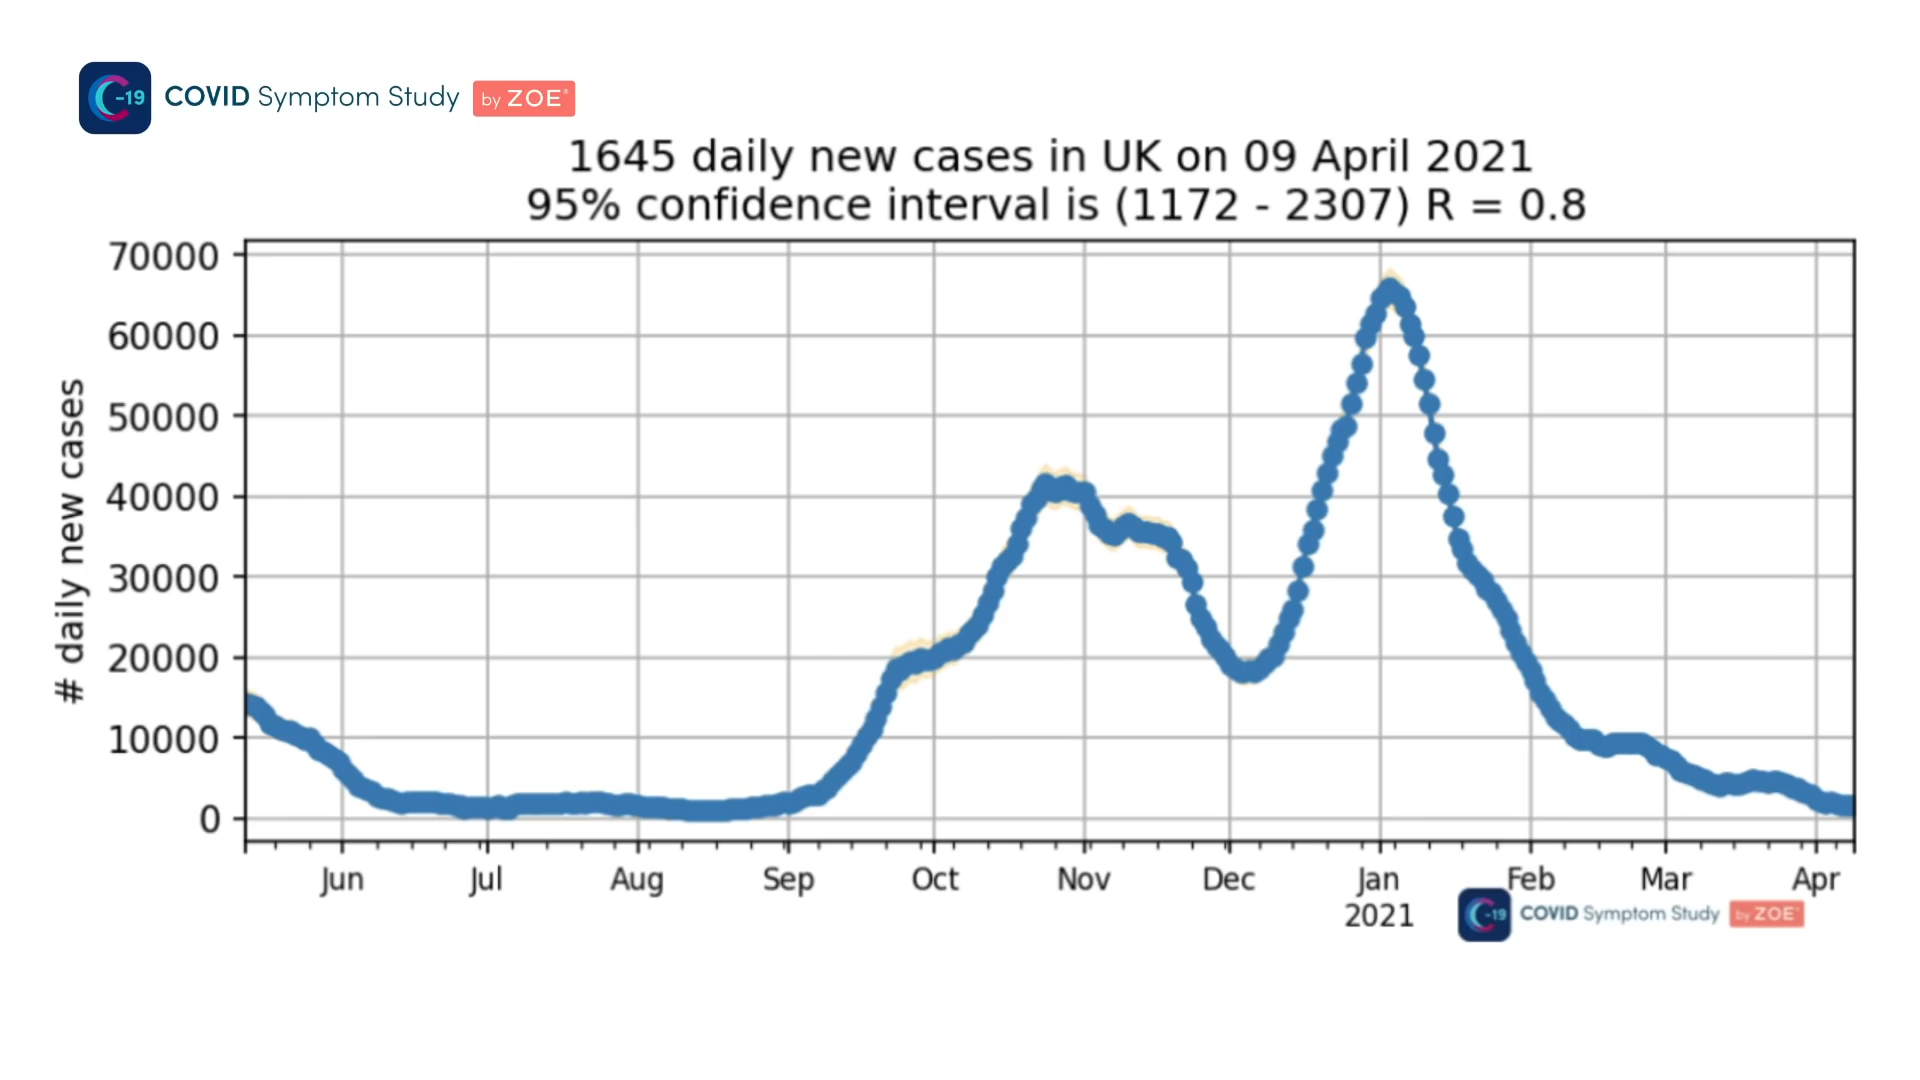 C-19 COVID Symptom Study by ZOE
1645 daily new cases in UK on 09 April 2021
95% confidence interval is (1172 - 2307) R = 0.8
# daily new cases
70000
60000
50000
40000
30000
20000
10000
0
Jun Jul Aug Sep Oct Nov Dec Jan Feb Mar Apr
2021
C-19 COVID Symptom Study by ZOE